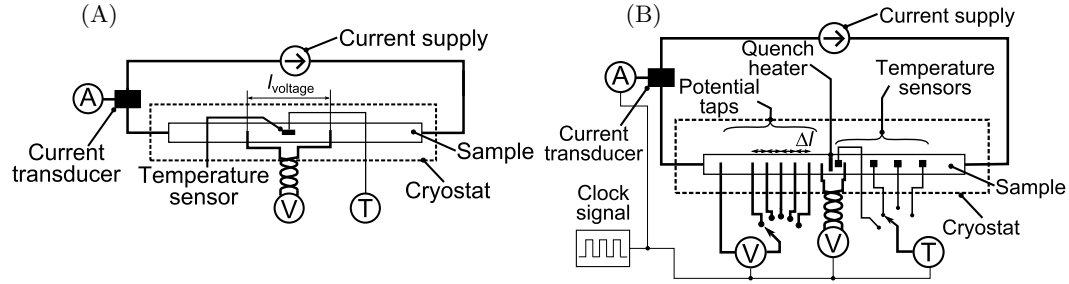 (A)
Current supply
l voltage
A
Current
transducer
Temperature
sensor
V
T
Sample
Cryostat
(B)
Current supply
Quench
heater
Temperature
sensors
Potential
taps
A
Current
transducer
Δl
Clock
signal
V
V
T
Sample
Cryostat